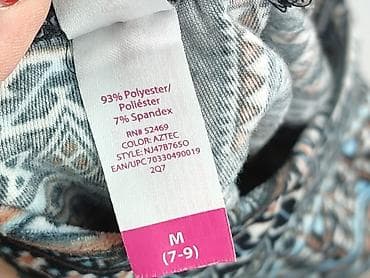 93% Polyester/
Poliéster
7% Spandex
RN# 52469
COLOR: AZTEC
STYLE: NJ47B765O
EAN/UPC 70330490019
2Q7
M
(7-9)